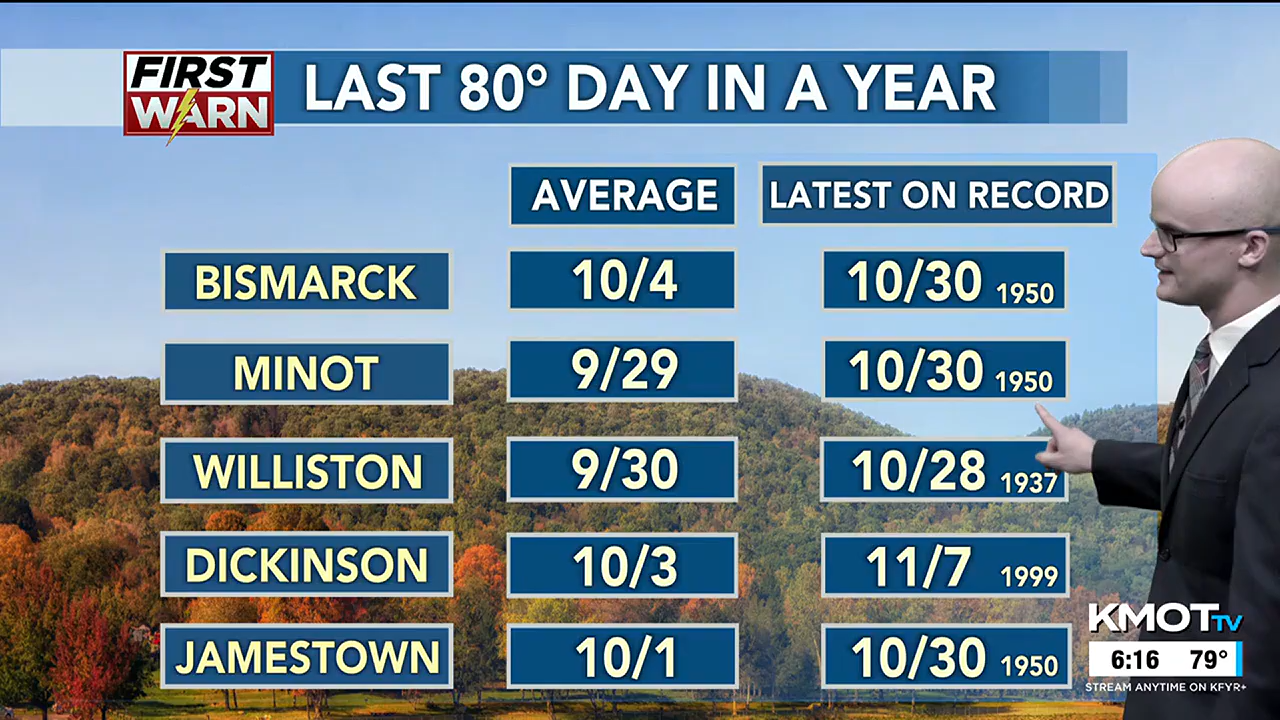 FIRST
WARN
LAST 80° DAY IN A YEAR
AVERAGE LATEST ON RECORD
BISMARCK 10/4 10/30 1950
MINOT 9/29 10/30 1950
WILLISTON 9/30 10/28 1937
DICKINSON 10/3 11/7 1999
JAMESTOWN 10/1 10/30 1950
KMOT TV
6:16 79°
STREAM ANYTIME ON KFYR+